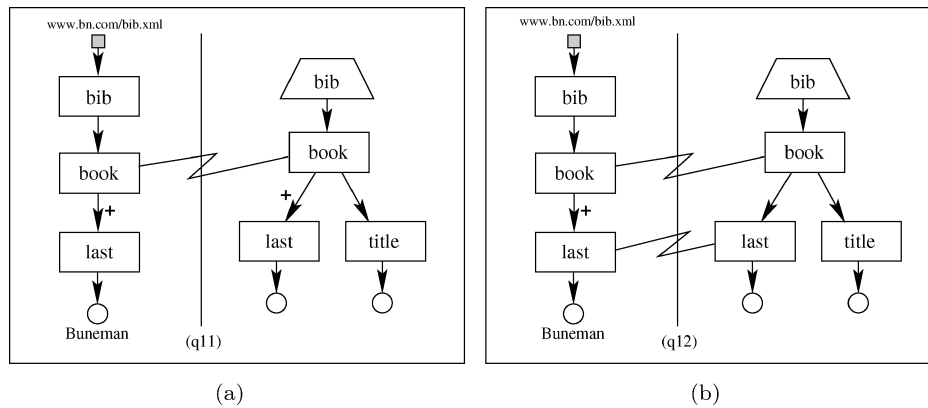 www.bn.com/bib.xml
bib
book
+
last
Buneman
bib
book
+
last
title
(q11)
(a)
www.bn.com/bib.xml
bib
book
+
last
Buneman
bib
book
last
title
(q12)
(b)